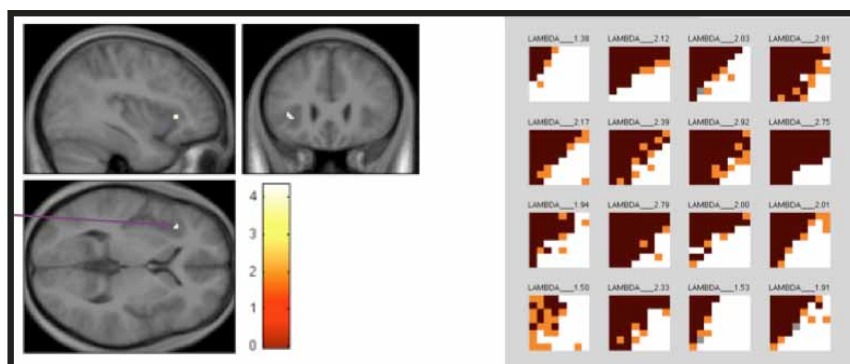 LAMBDA___1.38 LAMBDA___2.12 LAMBDA___2.03 LAMBDA___2.81
LAMBDA___2.17 LAMBDA___2.39 LAMBDA___2.92 LAMBDA___2.75
LAMBDA___1.94 LAMBDA___2.79 LAMBDA___2.00 LAMBDA___2.01
LAMBDA___1.50 LAMBDA___2.33 LAMBDA___1.53 LAMBDA___1.91
4
3
2
1
0